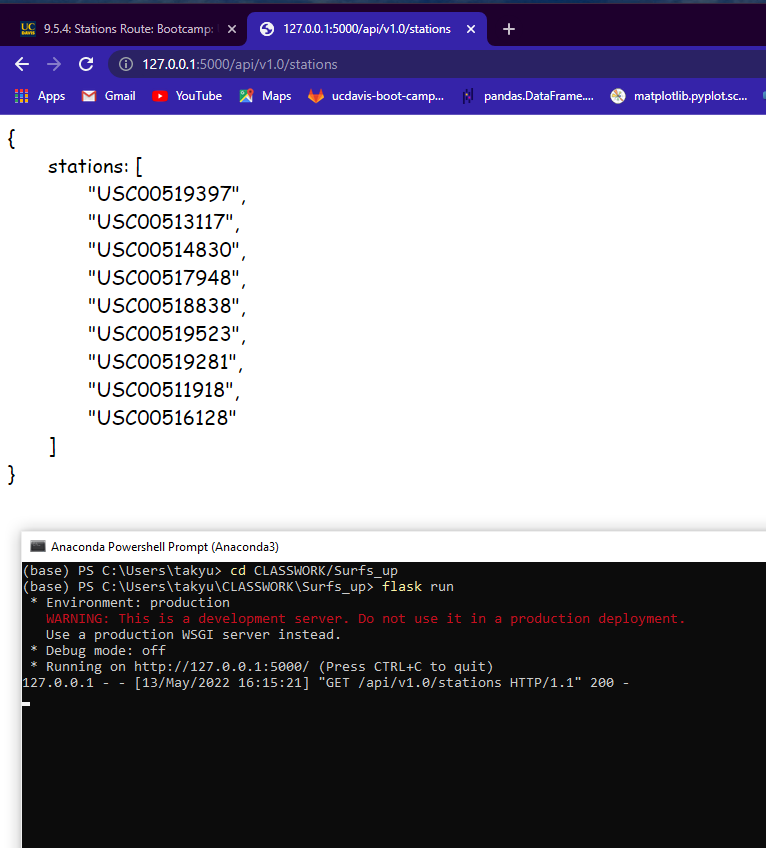 UC DAVIS 9.5.4: Stations Route: Bootcamp: 127.0.0.1:5000/api/v1.0/stations
127.0.0.1:5000/api/v1.0/stations
Apps Gmail YouTube Maps ucdavis-boot-camp... pandas.DataFrame.... matplotlib.pyplot.sc...
{
stations: [
"USC00519397",
"USC00513117",
"USC00514830",
"USC00517948",
"USC00518838",
"USC00519523",
"USC00519281",
"USC00511918",
"USC00516128"
]
}
Anaconda Powershell Prompt (Anaconda3)
(base) PS C:\Users\takyu> cd CLASSWORK/Surfs_up
(base) PS C:\Users\takyu\CLASSWORK\Surfs_up> flask run
* Environment: production
WARNING: This is a development server. Do not use it in a production deployment.
Use a production WSGI server instead.
* Debug mode: off
* Running on http://127.0.0.1:5000/ (Press CTRL+C to quit)
127.0.0.1 - - [13/May/2022 16:15:21] "GET /api/v1.0/stations HTTP/1.1" 200 -